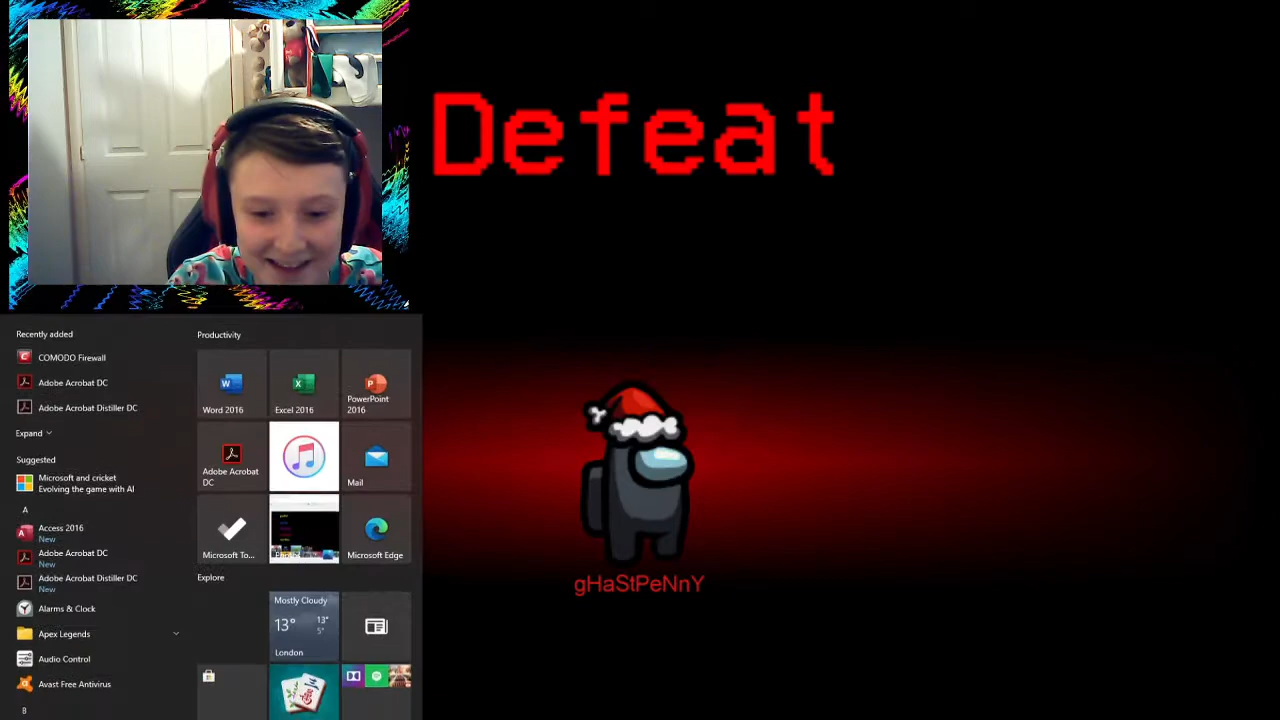 Defeat
gHaStPeNnY
Recently added
COMODO Firewall
Adobe Acrobat DC
Adobe Acrobat Distiller DC
Expand
Suggested
Microsoft and cricket
Evolving the game with AI
A
Access 2016
New
Adobe Acrobat DC
New
Adobe Acrobat Distiller DC
New
Alarms & Clock
Apex Legends
Audio Control
Avast Free Antivirus
B
Productivity
W
Word 2016
X
Excel 2016
P
PowerPoint
2016
Adobe Acrobat
DC
Mail
Microsoft To...
Photos
Microsoft Edge
Explore
Mostly Cloudy
13°
13°
5°
London